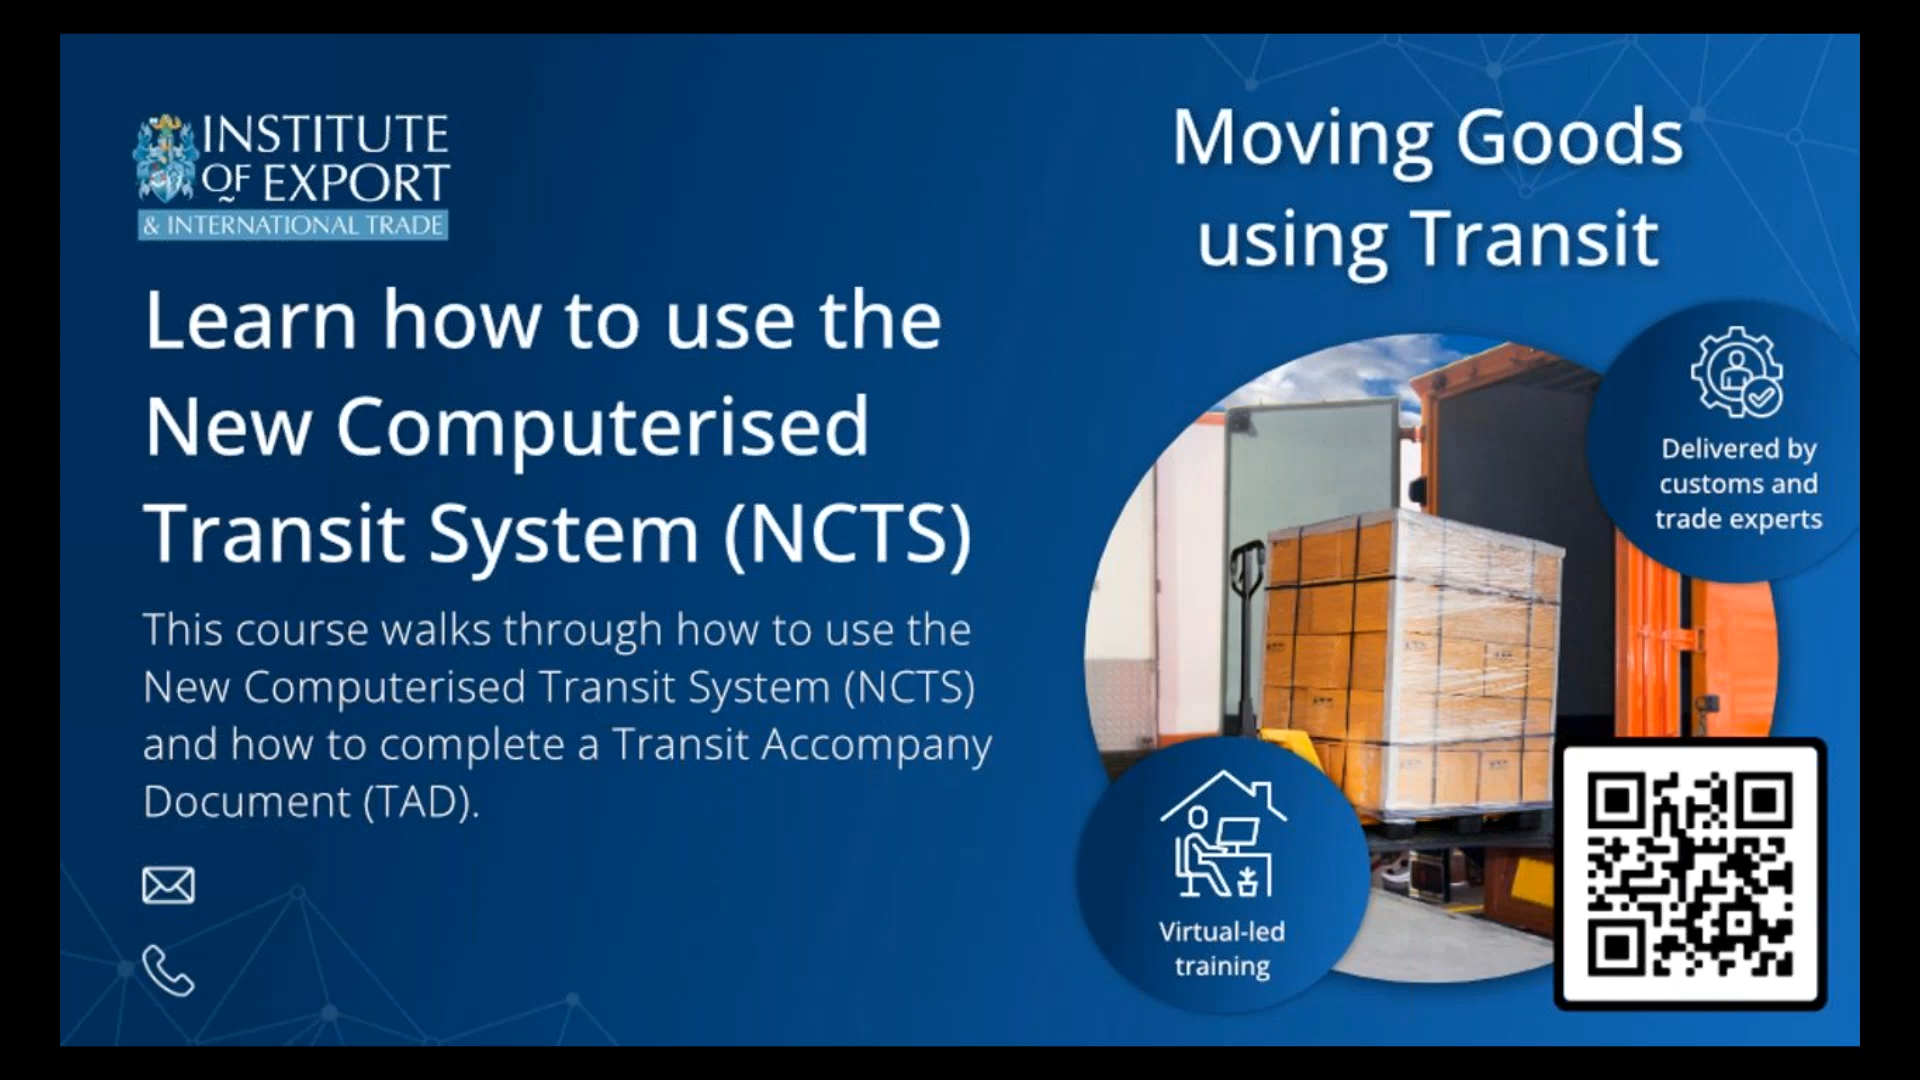 INSTITUTE
OF EXPORT
& INTERNATIONAL TRADE
Learn how to use the
New Computerised
Transit System (NCTS)
This course walks through how to use the
New Computerised Transit System (NCTS)
and how to complete a Transit Accompany
Document (TAD).
Moving Goods
using Transit
Delivered by
customs and
trade experts
Virtual-led
training